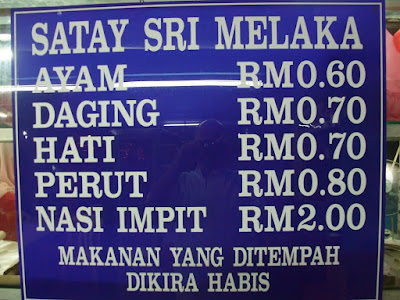 SATAY SRI MELAKA
AYAM RM0.60
DAGING RM0.70
HATI RM0.70
PERUT RM0.80
NASI IMPIT RM2.00
MAKANAN YANG DITEMPAH
DIKIRA HABIS